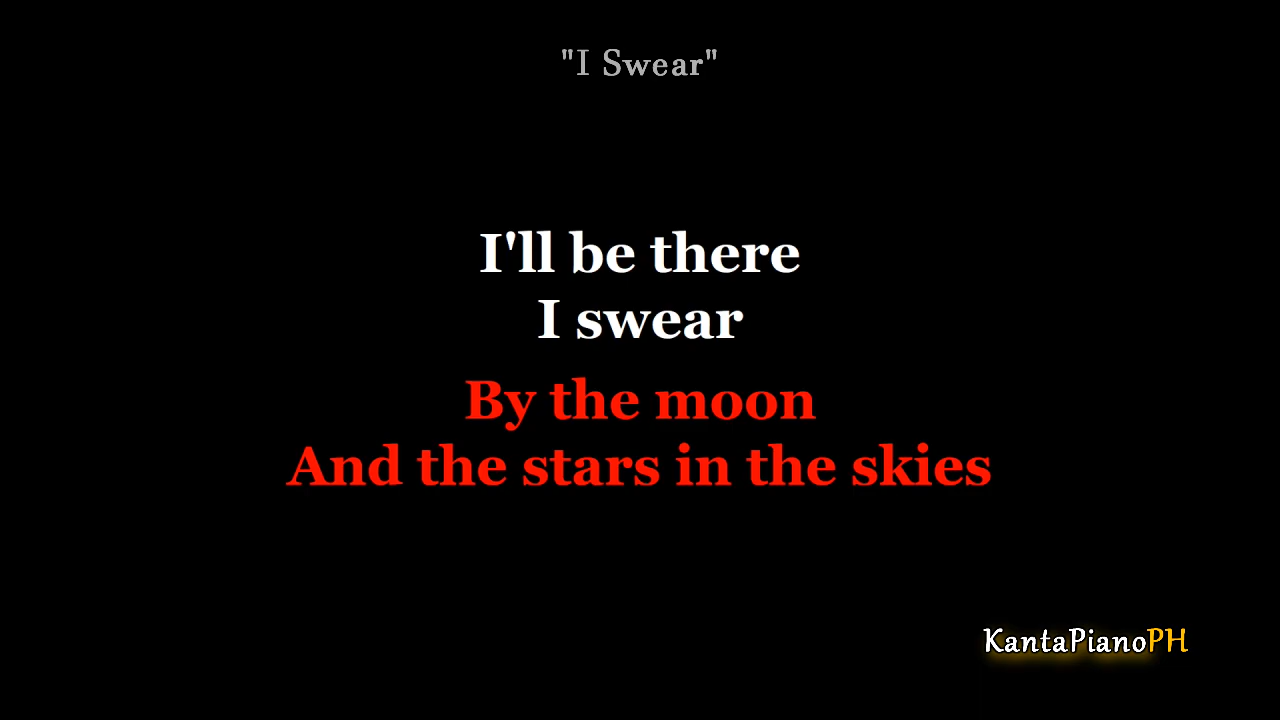 "I Swear"
I'll be there
I swear
By the moon
And the stars in the skies
KantaPianoPH